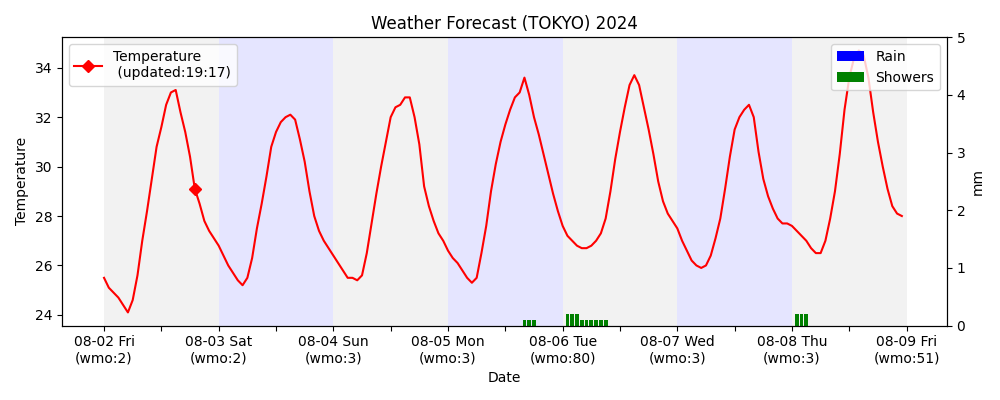 Weather Forecast (TOKYO) 2024
Temperature
(updated:19:17)
Rain
Showers
Temperature
34
32
30
28
26
24
5
4
3
2
1
0
mm
08-02 Fri
(wmo:2)
08-03 Sat
(wmo:2)
08-04 Sun
(wmo:3)
08-05 Mon
(wmo:3)
08-06 Tue
(wmo:80)
08-07 Wed
(wmo:3)
08-08 Thu
(wmo:3)
08-09 Fri
(wmo:51)
Date